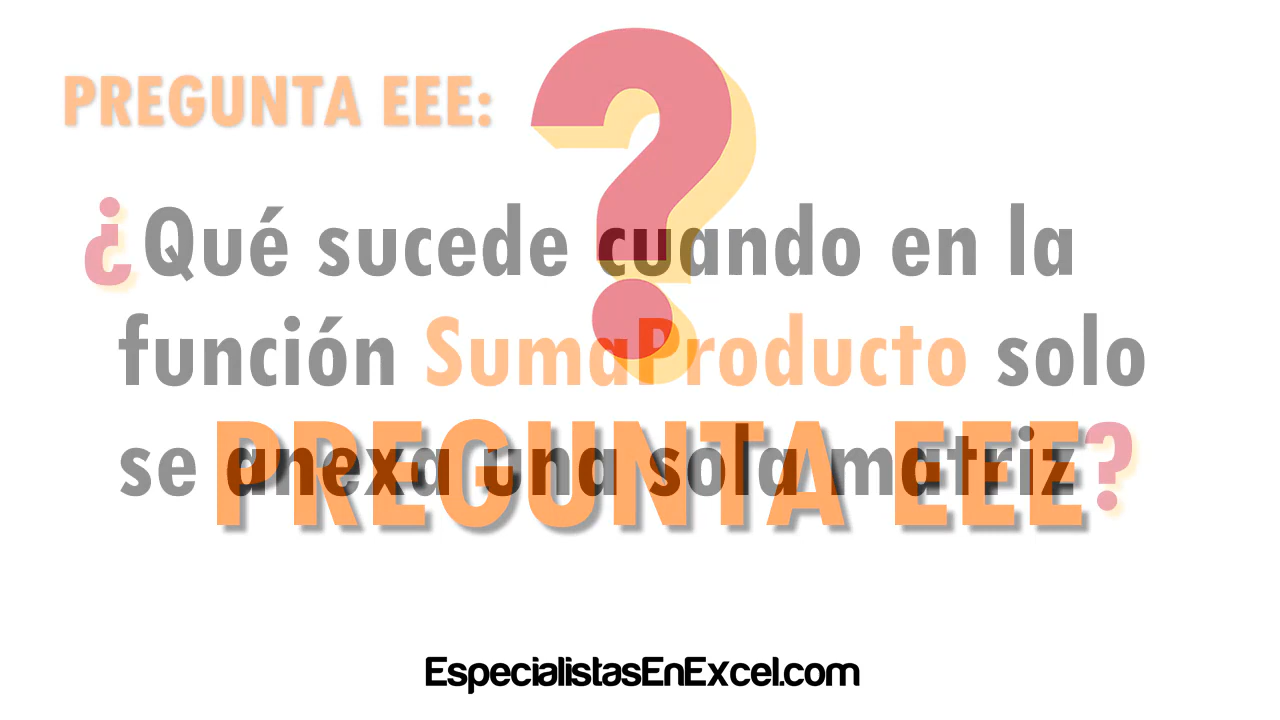 PREGUNTA EEE:
¿Qué sucede cuando en la
función SumaProducto solo
se anexa una sola matriz?
PREGUNTA EEE
EspecialistasEnExcel.com